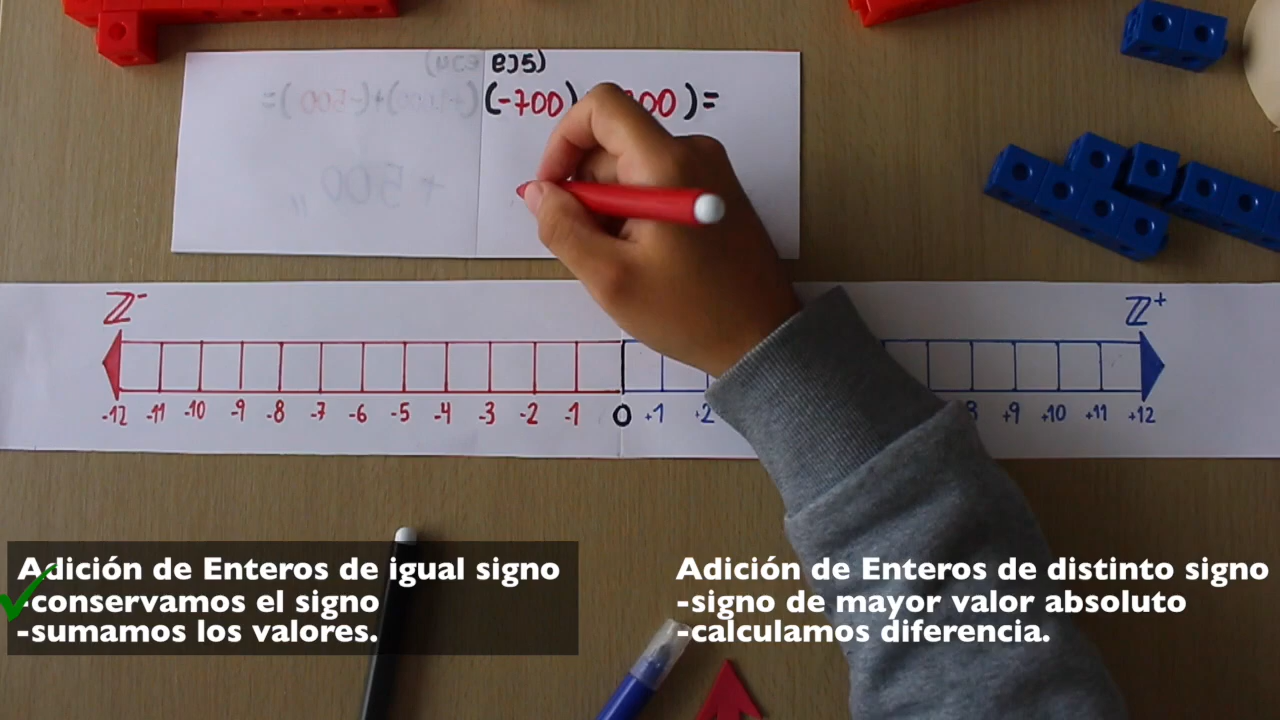 ej5)
(-700) 00)=
Z- Z+
-12 -11 -10 -9 -8 -7 -6 -5 -4 -3 -2 -1 0 +1 +2 8 +9 +10 +11 +12
Adición de Enteros de igual signo
-conservamos el signo
-sumamos los valores.
Adición de Enteros de distinto signo
-signo de mayor valor absoluto
-calculamos diferencia.